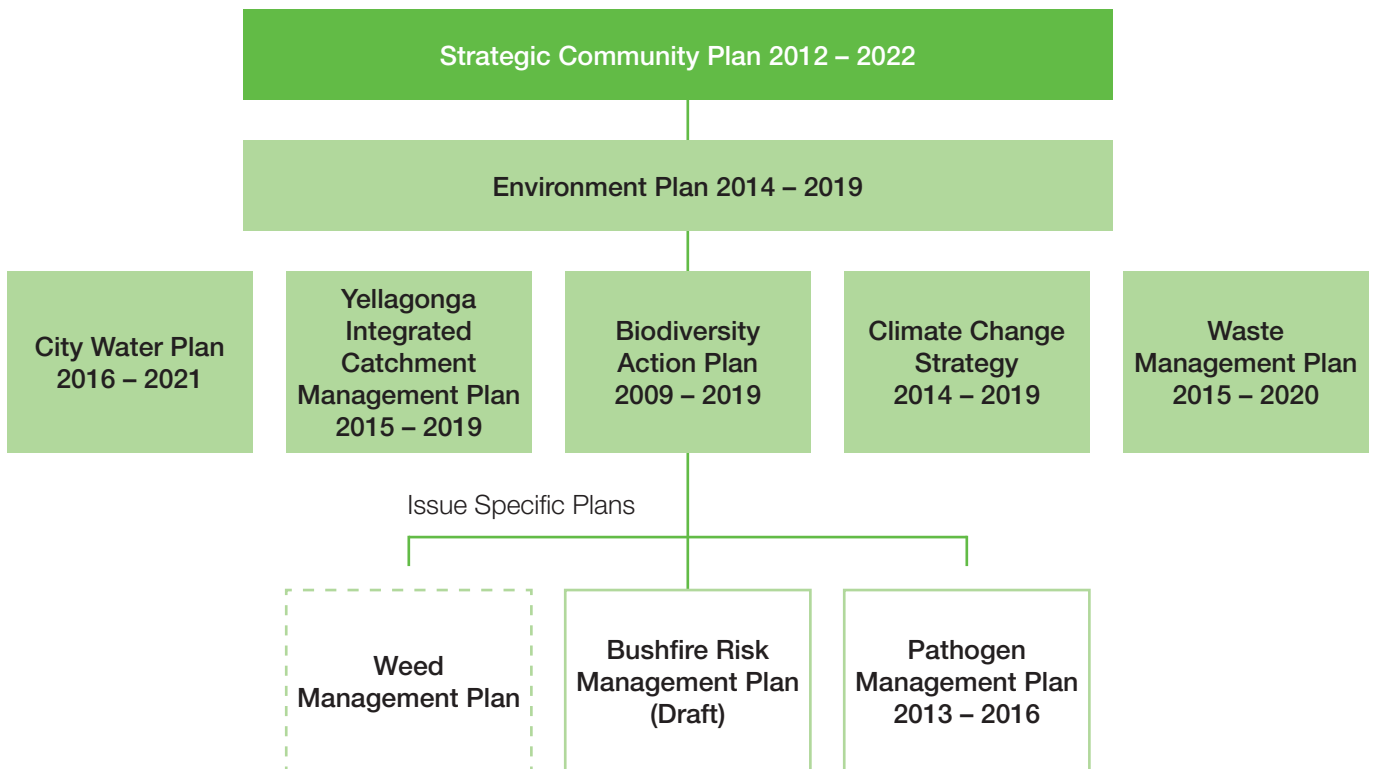 Strategic Community Plan 2012 – 2022
Environment Plan 2014 – 2019
City Water Plan
2016 – 2021
Yellagonga
Integrated
Catchment
Management Plan
2015 – 2019
Biodiversity
Action Plan
2009 – 2019
Climate Change
Strategy
2014 – 2019
Waste
Management Plan
2015 – 2020
Issue Specific Plans
Weed
Management Plan
Bushfire Risk
Management Plan
(Draft)
Pathogen
Management Plan
2013 – 2016